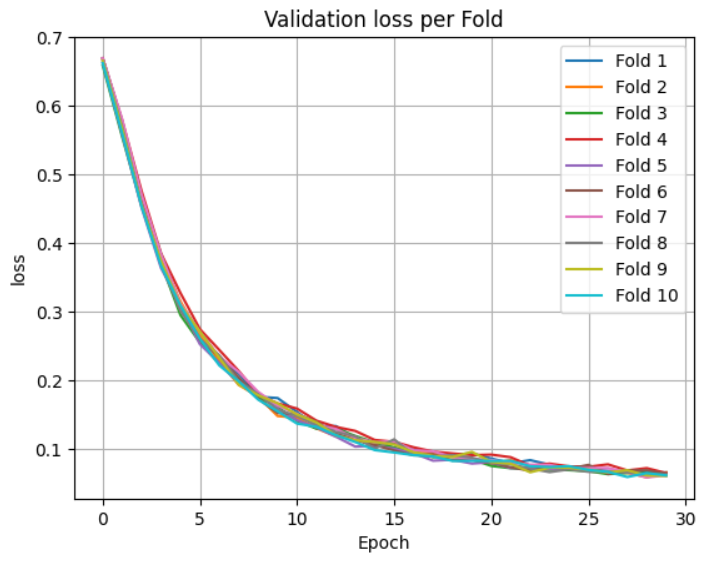 Validation loss per Fold
0.7
0.6
0.5
0.4
0.3
0.2
0.1
loss
Fold 1
Fold 2
Fold 3
Fold 4
Fold 5
Fold 6
Fold 7
Fold 8
Fold 9
Fold 10
0 5 10 15 20 25 30
Epoch